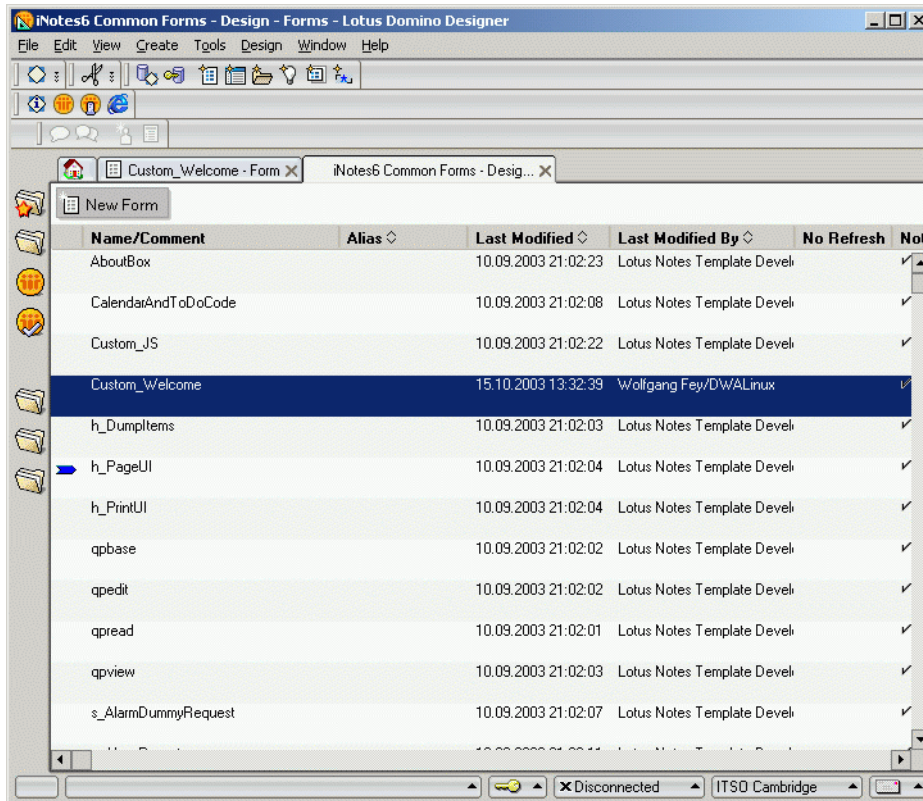 iNotes6 Common Forms - Design - Forms - Lotus Domino Designer
File Edit View Create Tools Design Window Help
Custom_Welcome - Form iNotes6 Common Forms - Desig...
New Form
Name/Comment Alias Last Modified Last Modified By No Refresh Not
AboutBox 10.09.2003 21:02:23 Lotus Notes Template Devel
CalendarAndToDoCode 10.09.2003 21:02:08 Lotus Notes Template Devel
Custom_JS 10.09.2003 21:02:22 Lotus Notes Template Devel
Custom_Welcome 15.10.2003 13:32:39 Wolfgang Fey/DWALinux
h_DumpItems 10.09.2003 21:02:03 Lotus Notes Template Devel
h_PageUI 10.09.2003 21:02:04 Lotus Notes Template Devel
h_PrintUI 10.09.2003 21:02:04 Lotus Notes Template Devel
qpbase 10.09.2003 21:02:02 Lotus Notes Template Devel
qpedit 10.09.2003 21:02:02 Lotus Notes Template Devel
qpread 10.09.2003 21:02:01 Lotus Notes Template Devel
qpview 10.09.2003 21:02:03 Lotus Notes Template Devel
s_AlarmDummyRequest 10.09.2003 21:02:07 Lotus Notes Template Devel
Disconnected ITSO Cambridge